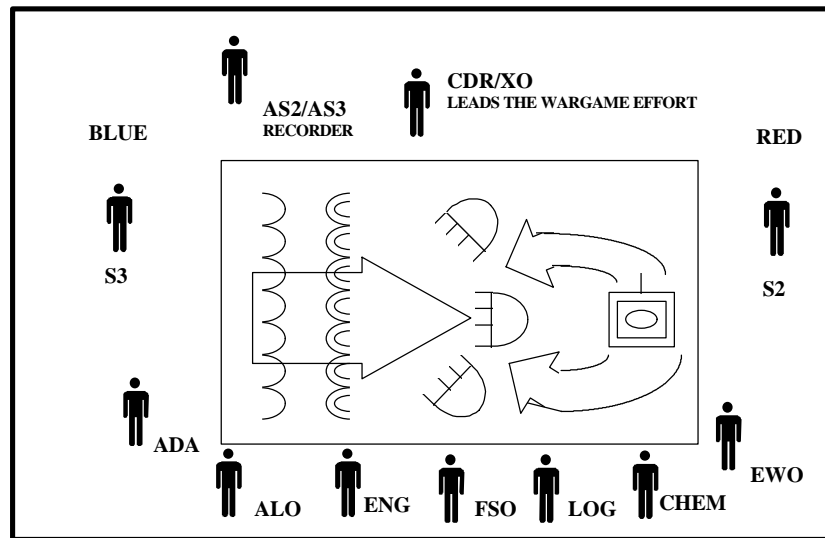 CDR/XO
LEADS THE WARGAME EFFORT
AS2/AS3
RECORDER
BLUE
RED
S3
S2
ADA
EWO
ALO
ENG
FSO
LOG
CHEM